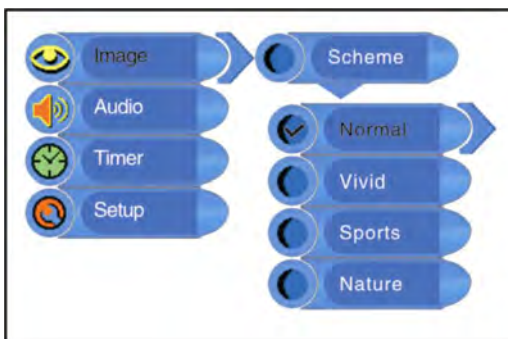 Image
Scheme
Audio
Normal
Timer
Vivid
Setup
Sports
Nature